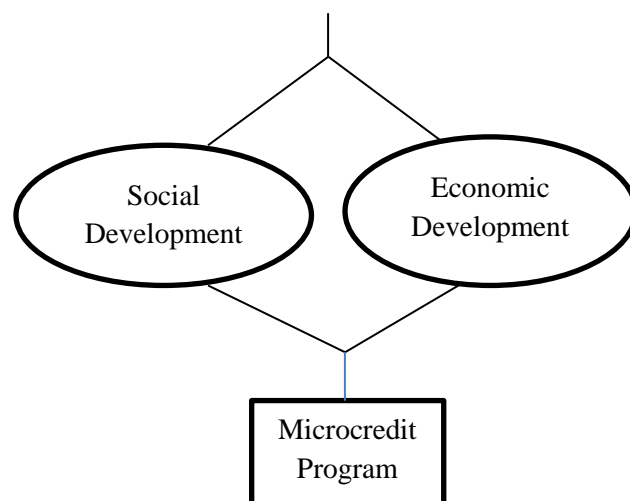 Social
Development
Economic
Development
Microcredit
Program